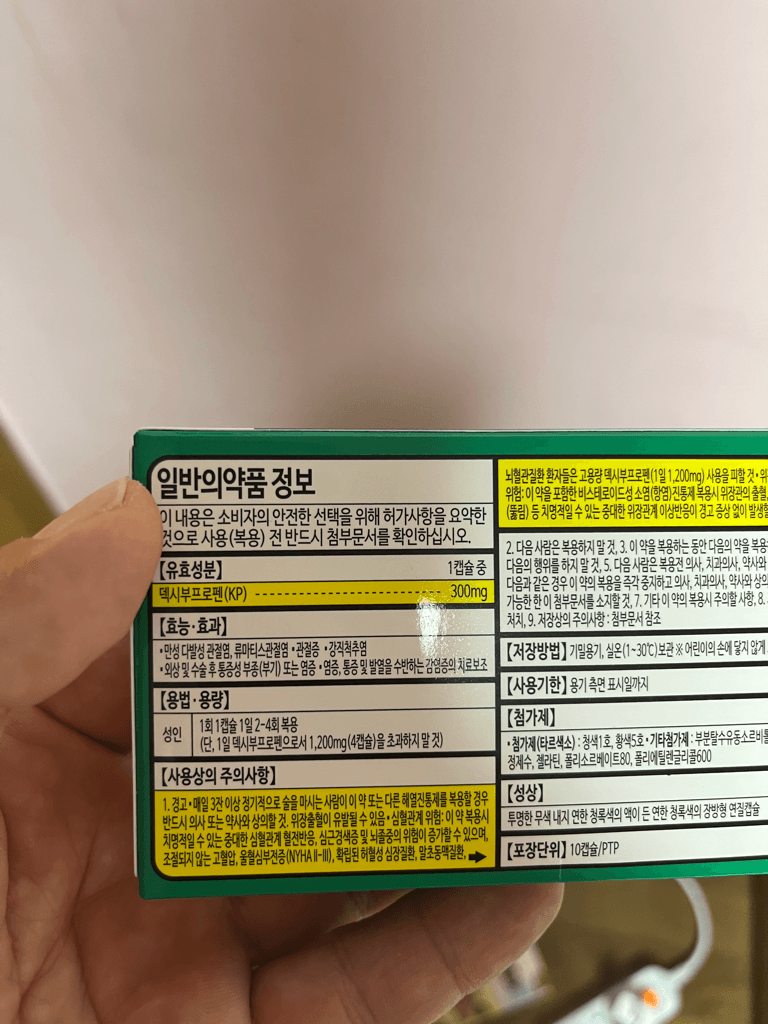 일반의약품 정보
이 내용은 소비자의 안전한 선택을 위해 허가사항을 요약한
것으로 사용(복용) 전 반드시 첨부문서를 확인하십시오.
【유효성분】 1캡슐 중
덱시부프로펜(KP) 300mg
【효능·효과】
•만성 다발성 관절염, 류마티스관절염 •관절증 •강직척추염
•외상 및 수술 후 통증성 부종(부기) 또는 염증 •염증, 통증 및 발열을 수반하는 감염증의 치료보조
【용법·용량】
성인
1회 1캡슐 1일 2~4회 복용
(단, 1일 덱시부프로펜으로서 1,200mg(4캡슐)을 초과하지 말 것)
【사용상의 주의사항】
1. 경고 •매일 3잔 이상 정기적으로 술을 마시는 사람이 이 약 또는 다른 해열진통제를 복용할 경우
반드시 의사 또는 약사와 상의할 것. 위장출혈이 유발될 수 있음 •심혈관계 위험: 이 약 복용시
치명적일 수 있는 중대한 심혈관계 혈전반응, 심근경색증 및 뇌졸중의 위험이 증가할 수 있으며,
조절되지 않는 고혈압, 울혈심부전증(NYHA II-III), 확립된 허혈성 심장질환, 말초동맥질환,
뇌혈관질환 환자들은 고용량 덱시부프로펜(1일 1,200mg) 사용을 피할 것 •
위험: 이 약을 포함한 비스테로이드성 소염(항염)진통제 복용시 위장관의 출혈
(뚫림) 등 치명적일 수 있는 중대한 위장관계 이상반응이 경고 증상 없이
2. 다음 사람은 복용하지 말 것, 3. 이 약을 복용하는 동안 다음의 약을
다음의 행위를 하지 말 것, 5. 다음 사람은 복용전 의사, 치과의사, 약사와
다음과 같은 경우 이 약의 복용을 즉각 중지하고 의사, 치과의사, 약사와
가능한 한 이 첨부문서를 소지할 것, 7. 기타 이 약의 복용시 주의할 사항, 8.
처치, 9. 저장상의 주의사항 : 첨부문서 참조
【저장방법】 기밀용기, 실온(1~30℃)보관 ※ 어린이의 손에 닿지 않게
【사용기한】 용기 측면 표시일까지
【첨가제】
•첨가제(타르색소) : 청색1호, 황색5호 •기타첨가제 : 부분탈수유동소르비톨
정제수, 젤라틴, 폴리소르베이트80, 폴리에틸렌글리콜600
【성상】
투명한 무색 내지 연한 청록색의 액이 든 연한 청록색의 장방형 연질캡슐
【포장단위】 10캡슐/PTP